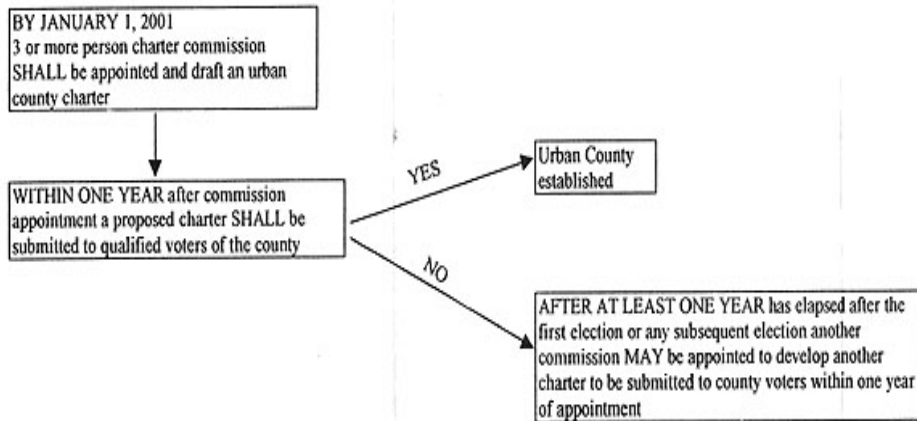 BY JANUARY 1, 2001
3 or more person charter commission
SHALL be appointed and draft an urban
county charter
WITHIN ONE YEAR after commission
appointment a proposed charter SHALL be
submitted to qualified voters of the county
YES
Urban County
established
NO
AFTER AT LEAST ONE YEAR has elapsed after the
first election or any subsequent election another
commission MAY be appointed to develop another
charter to be submitted to county voters within one year
of appointment